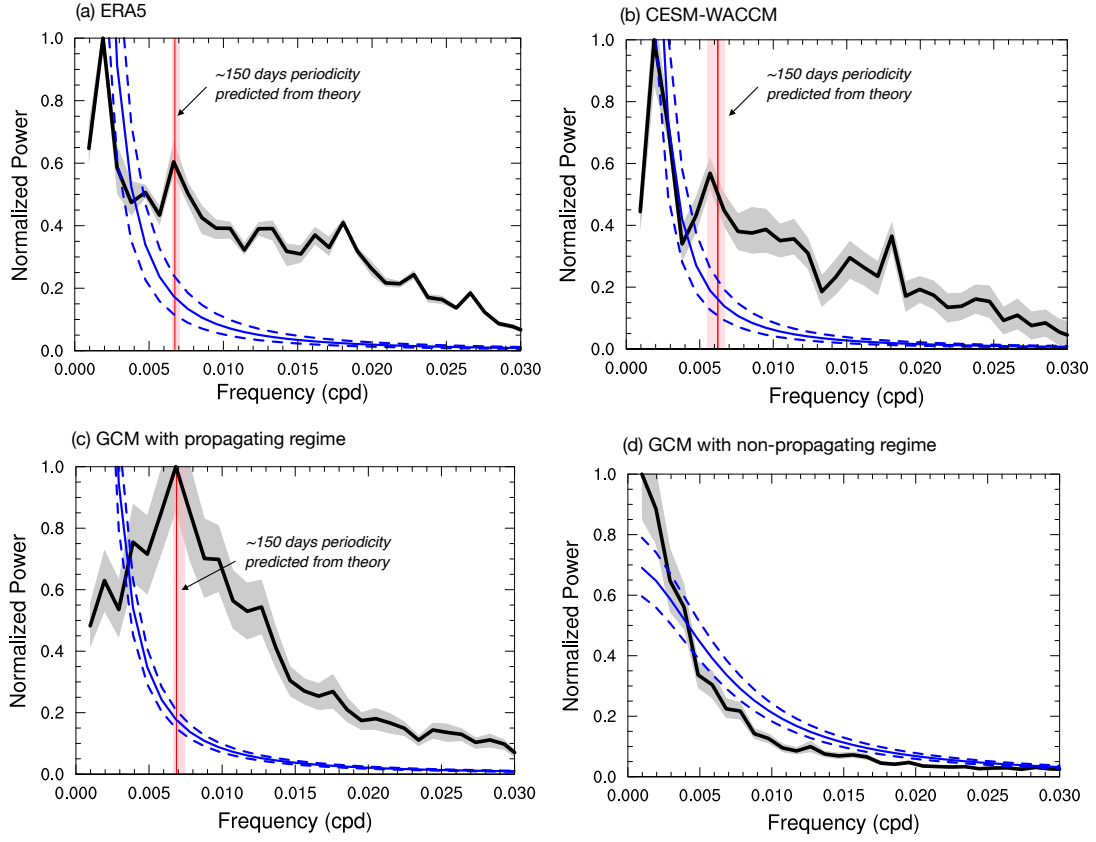 (a) ERA5
Normalized Power
1.0
0.8
0.6
0.4
0.2
0.0
~150 days periodicity
predicted from theory
0.000 0.005 0.010 0.015 0.020 0.025 0.030
Frequency (cpd)
(b) CESM-WACCM
Normalized Power
1.0
0.8
0.6
0.4
0.2
0.0
~150 days periodicity
predicted from theory
0.000 0.005 0.010 0.015 0.020 0.025 0.030
Frequency (cpd)
(c) GCM with propagating regime
Normalized Power
1.0
0.8
0.6
0.4
0.2
0.0
~150 days periodicity
predicted from theory
0.000 0.005 0.010 0.015 0.020 0.025 0.030
Frequency (cpd)
(d) GCM with non-propagating regime
Normalized Power
1.0
0.8
0.6
0.4
0.2
0.0
0.000 0.005 0.010 0.015 0.020 0.025 0.030
Frequency (cpd)